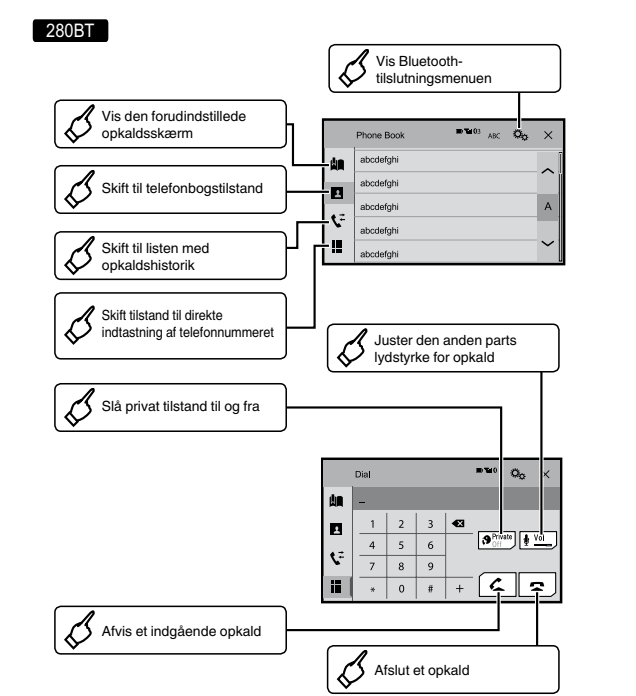 280BT
Vis Bluetooth-
tilslutningsmenuen
Vis den forudindstillede
opkaldsskærm
Skift til telefonbogstilstand
Skift til listen med
opkaldshistorik
Skift tilstand til direkte
indtastning af telefonnummeret
Phone Book 03 ABC
abcdefghi
abcdefghi
abcdefghi A
abcdefghi
abcdefghi
Juster den anden parts
lydstyrke for opkald
Slå privat tilstand til og fra
Dial 0
_
1 2 3
4 5 6
7 8 9
* 0 # +
Private
Off
Vol
Afvis et indgående opkald
Afslut et opkald